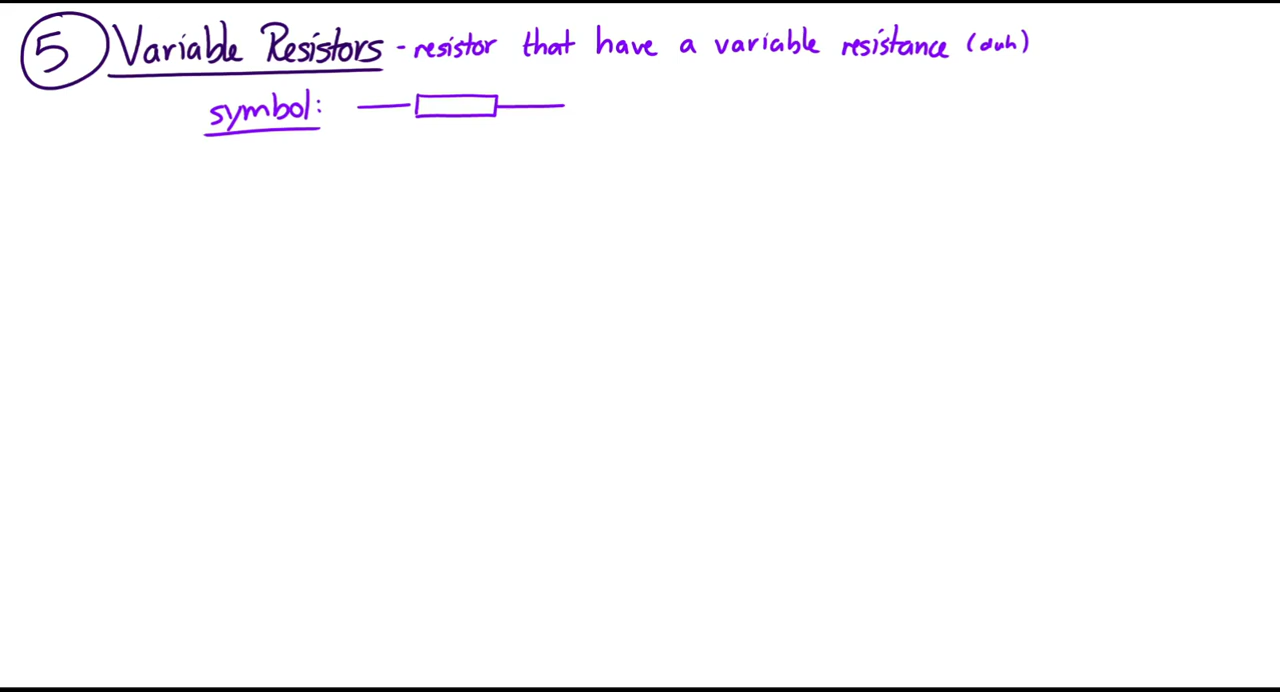 5 Variable Resistors - resistor that have a variable resistance (duh)
symbol: